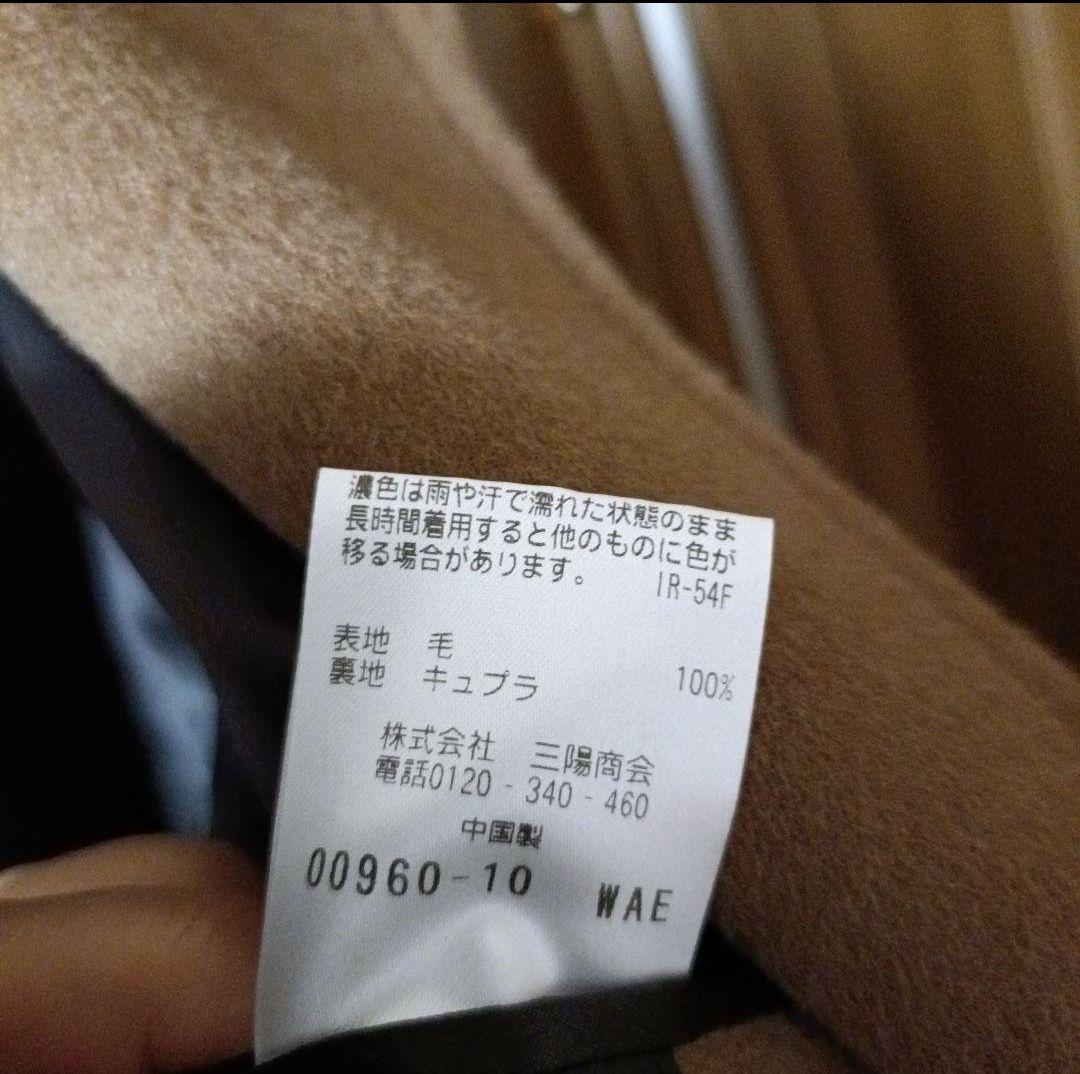 濃色は雨や汗で濡れた状態のまま
長時間着用すると他のものに色が
移る場合があります。 IR-54F
表地 毛 100%
裏地 キュプラ
株式会社 三陽商会
電話0120-340-460
中国製
00960-10 WAE